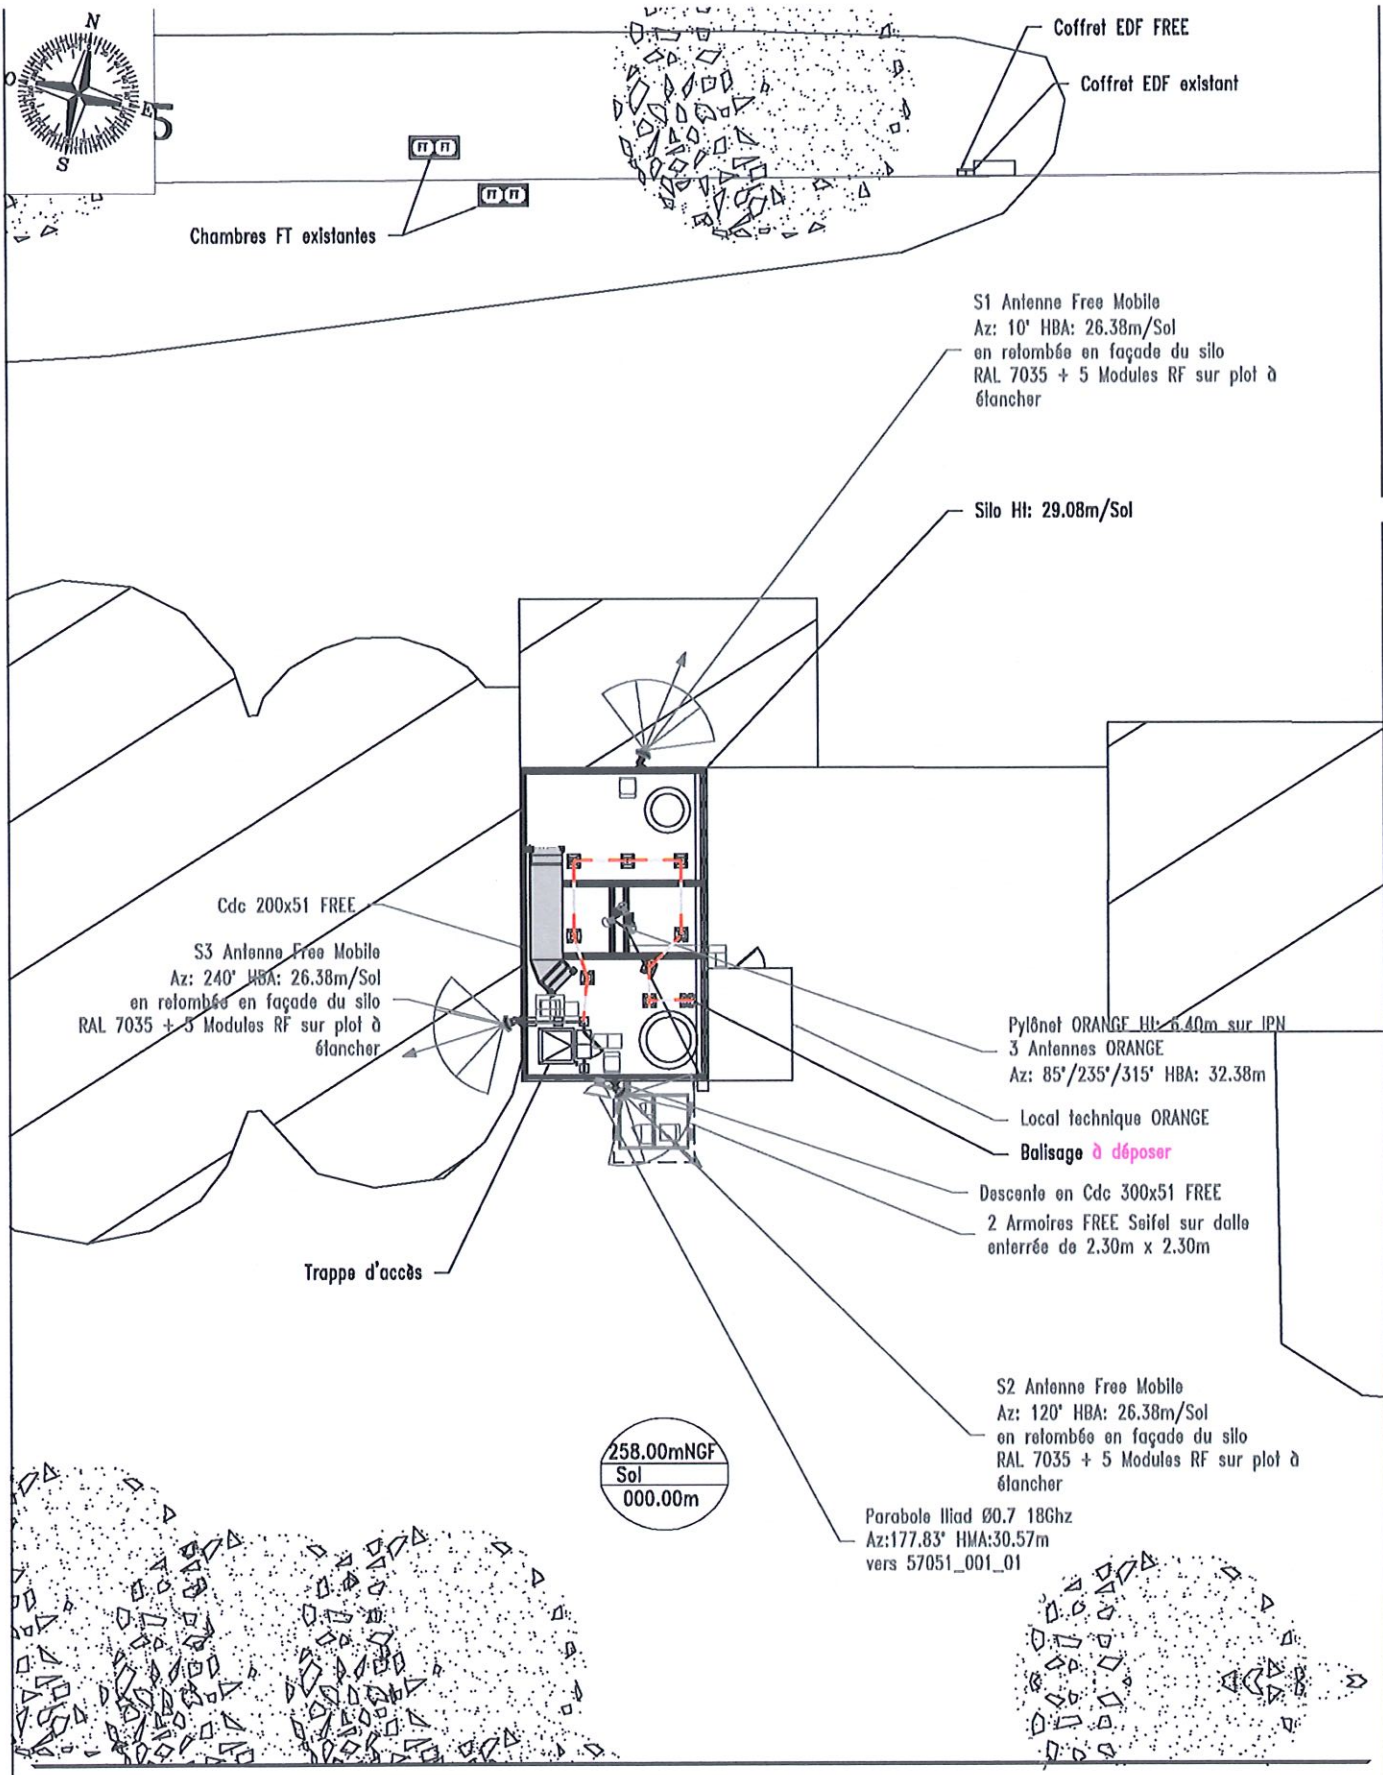 N
O
E
S
5
Coffret EDF FREE
Coffret EDF existant
FT FT
FT FT
Chambres FT existantes
S1 Antenne Free Mobile
Az: 10° HBA: 26.38m/Sol
en retombée en façade du silo
RAL 7035 + 5 Modules RF sur plot à
étancher
Silo Ht: 29.08m/Sol
Cdc 200x51 FREE
S3 Antenne Free Mobile
Az: 240° HBA: 26.38m/Sol
en retombée en façade du silo
RAL 7035 + 5 Modules RF sur plot à
étancher
Pylônet ORANGE Ht: 6.40m sur IPN
3 Antennes ORANGE
Az: 85°/235°/315° HBA: 32.38m
Local technique ORANGE
Balisage à déposer
Descente en Cdc 300x51 FREE
2 Armoires FREE Seifel sur dalle
enterrée de 2.30m x 2.30m
Trappe d'accès
S2 Antenne Free Mobile
Az: 120° HBA: 26.38m/Sol
en retombée en façade du silo
RAL 7035 + 5 Modules RF sur plot à
étancher
258.00mNGF
Sol
000.00m
Parabole Iliad Ø0.7 18Ghz
Az:177.83° HMA:30.57m
vers 57051_001_01